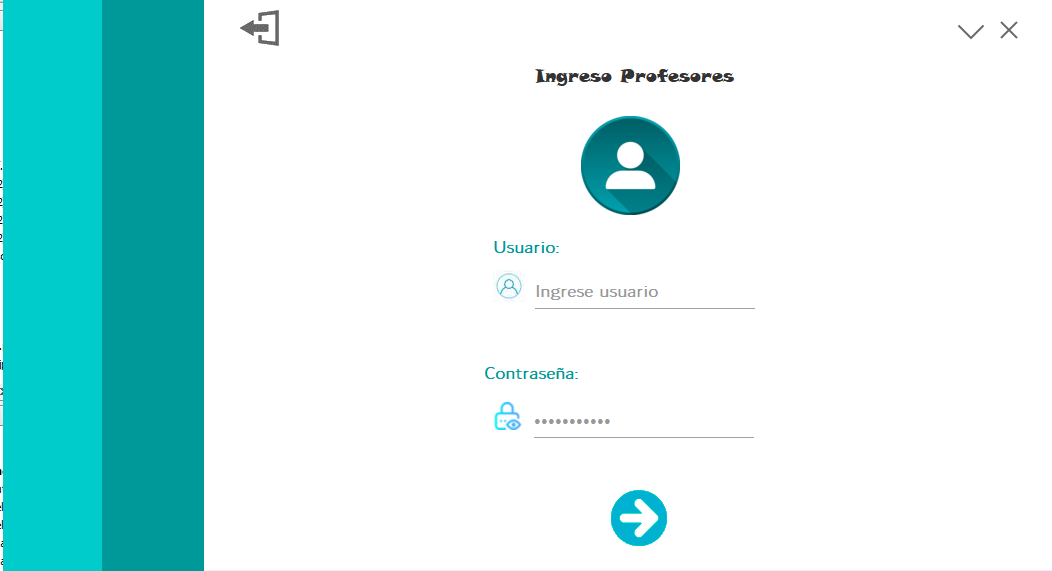 Ingreso Profesores
Usuario:
Ingrese usuario
Contraseña:
•••••••••••